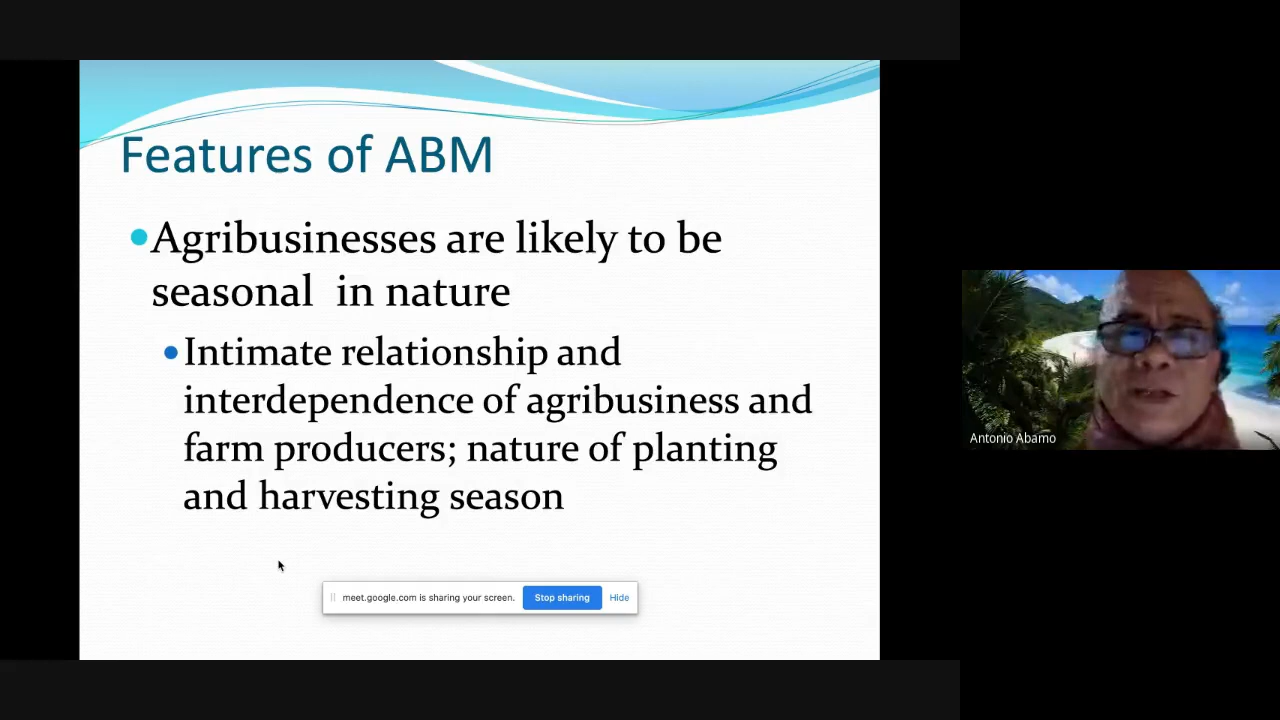 Features of ABM
Agribusinesses are likely to be
seasonal in nature
Intimate relationship and
interdependence of agribusiness and
farm producers; nature of planting
and harvesting season
meet.google.com is sharing your screen. Stop sharing Hide
Antonio Abamo